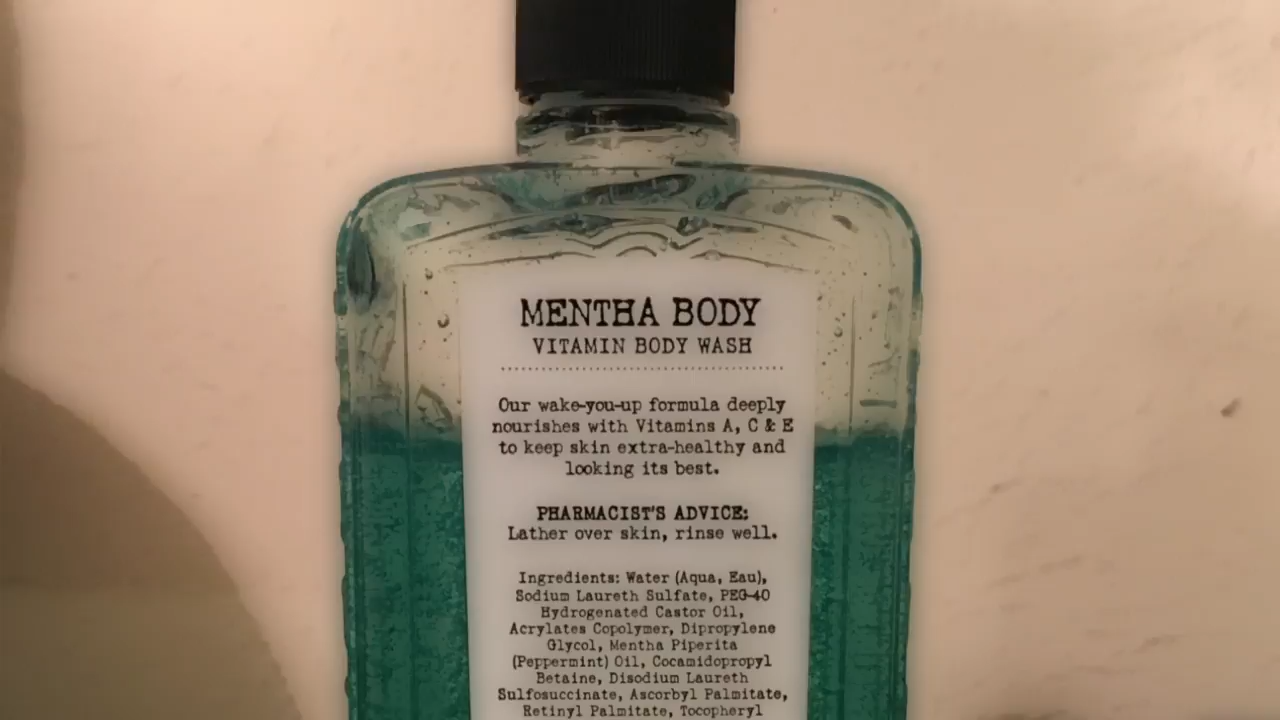 MENTHA BODY
VITAMIN BODY WASH
Our wake-you-up formula deeply
nourishes with Vitamins A, C & E
to keep skin extra-healthy and
looking its best.
PHARMACIST'S ADVICE:
Lather over skin, rinse well.
Ingredients: Water (Aqua, Eau),
Sodium Laureth Sulfate, PEG-40
Hydrogenated Castor Oil,
Acrylates Copolymer, Dipropylene
Glycol, Mentha Piperita
(Peppermint) Oil, Cocamidopropyl
Betaine, Disodium Laureth
Sulfosuccinate, Ascorbyl Palmitate,
Retinyl Palmitate, Tocopheryl